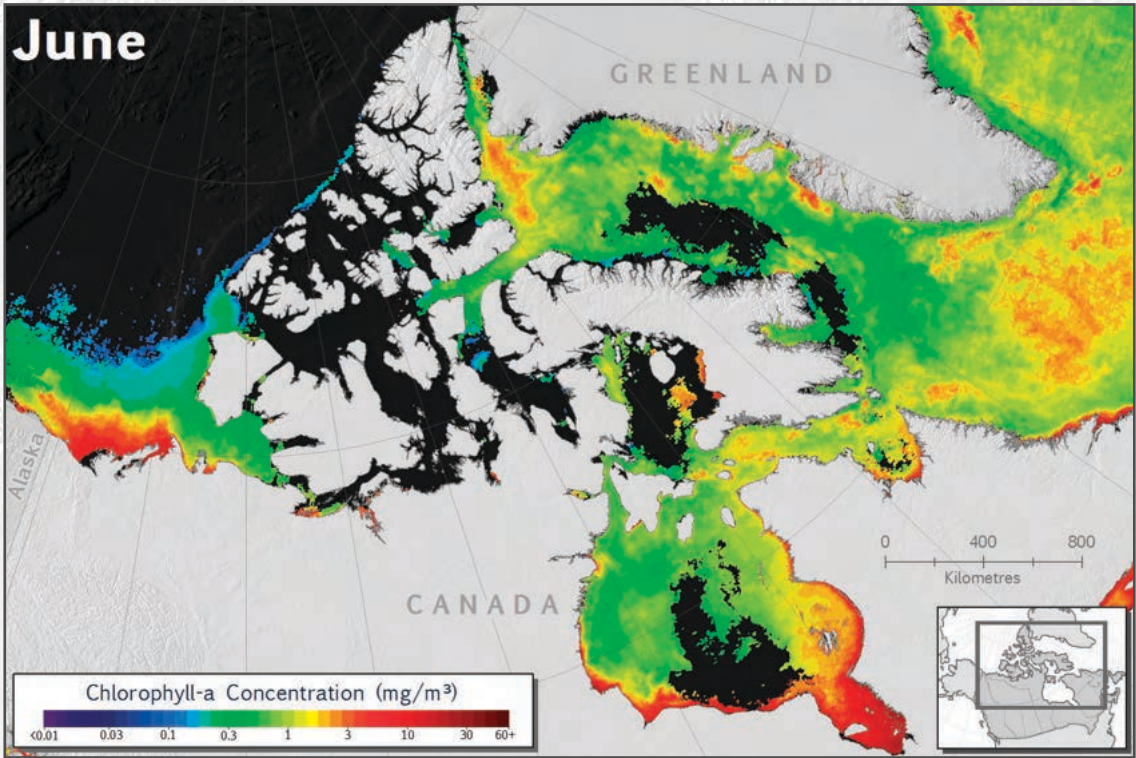 June
GREENLAND
Alaska
0 400 800
Kilometres
CANADA
Chlorophyll-a Concentration (mg/m³)
<0.01 0.03 0.1 0.3 1 3 10 30 60+